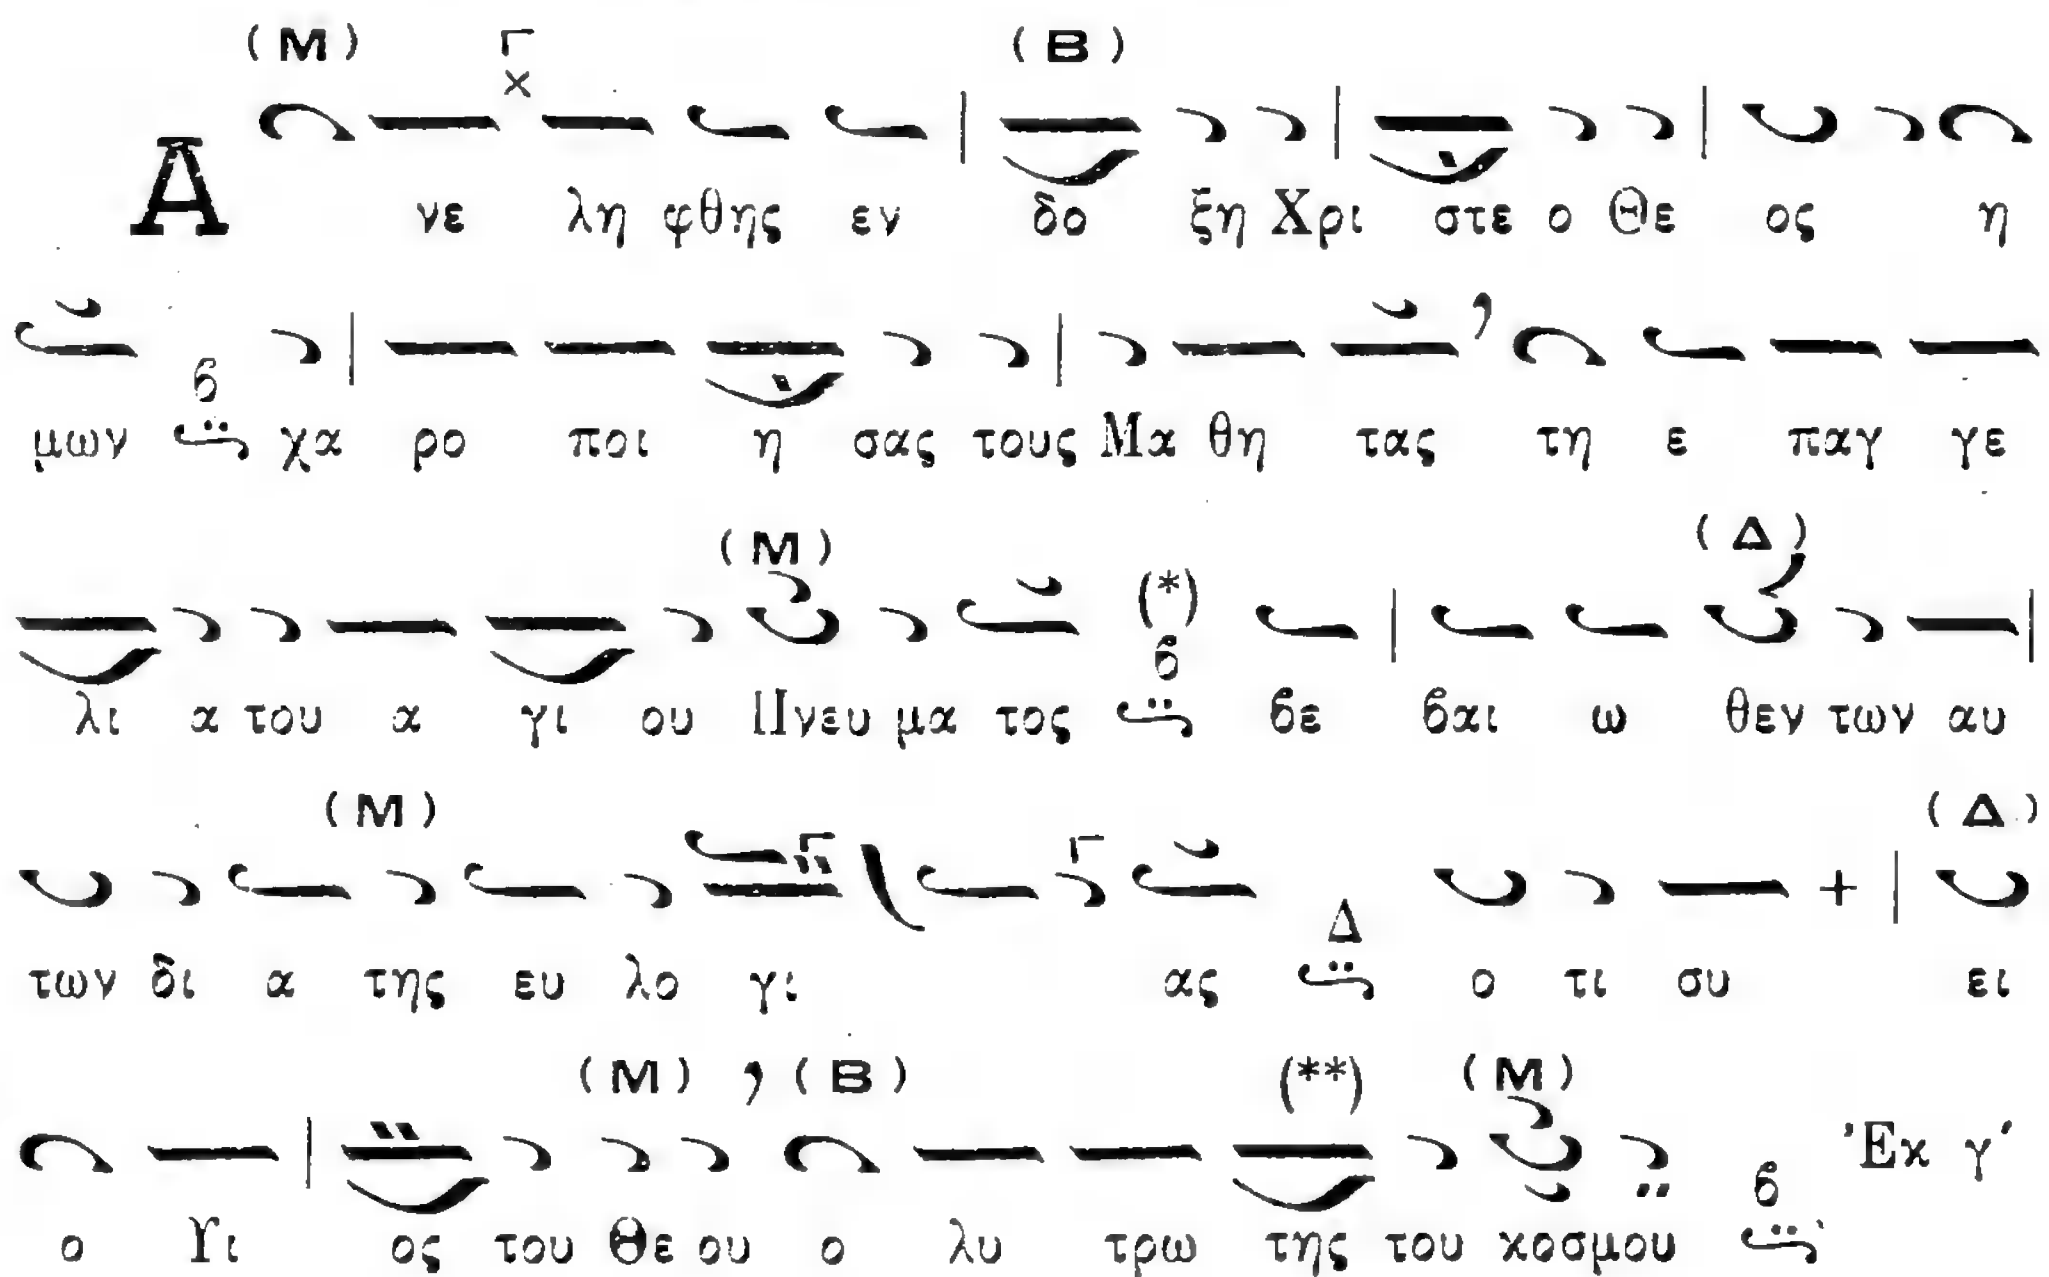 (Μ) (Β)
Α νε λη φθης εν δο ξη Χρι στε ο Θε ος η
μων ϐ χα ρο ποι η σας τους Μα θη τας τη ε παγ γε
(Μ) (*) (Δ)
λι α του α γι ου Πνευ μα τος ϐ ϐε ϐαι ω θεν των αυ
(Μ) (Δ)
των δι α της ευ λο γι ας Δ ο τι συ + ει
(Μ) , (Β) (**) (Μ)
ο Υι ος του Θε ου ο λυ τρω της του κοσμου ϐ Ἐκ γ´